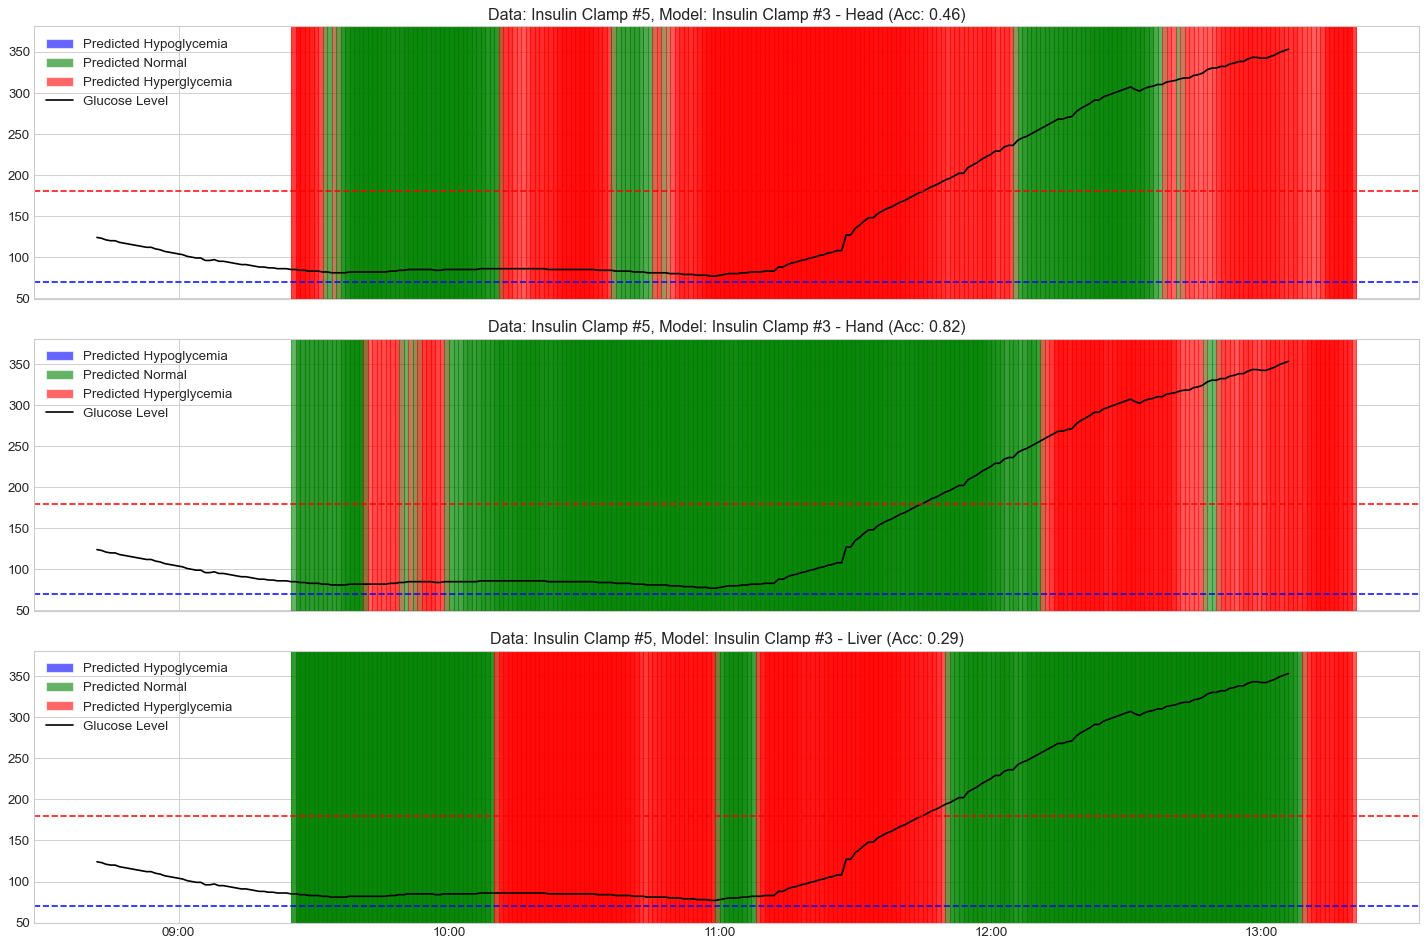 Data: Insulin Clamp #5, Model: Insulin Clamp #3 - Head (Acc: 0.46)
350
300
250
200
150
100
50
Predicted Hypoglycemia
Predicted Normal
Predicted Hyperglycemia
Glucose Level
Data: Insulin Clamp #5, Model: Insulin Clamp #3 - Hand (Acc: 0.82)
350
300
250
200
150
100
50
Predicted Hypoglycemia
Predicted Normal
Predicted Hyperglycemia
Glucose Level
Data: Insulin Clamp #5, Model: Insulin Clamp #3 - Liver (Acc: 0.29)
350
300
250
200
150
100
50
Predicted Hypoglycemia
Predicted Normal
Predicted Hyperglycemia
Glucose Level
09:00 10:00 11:00 12:00 13:00